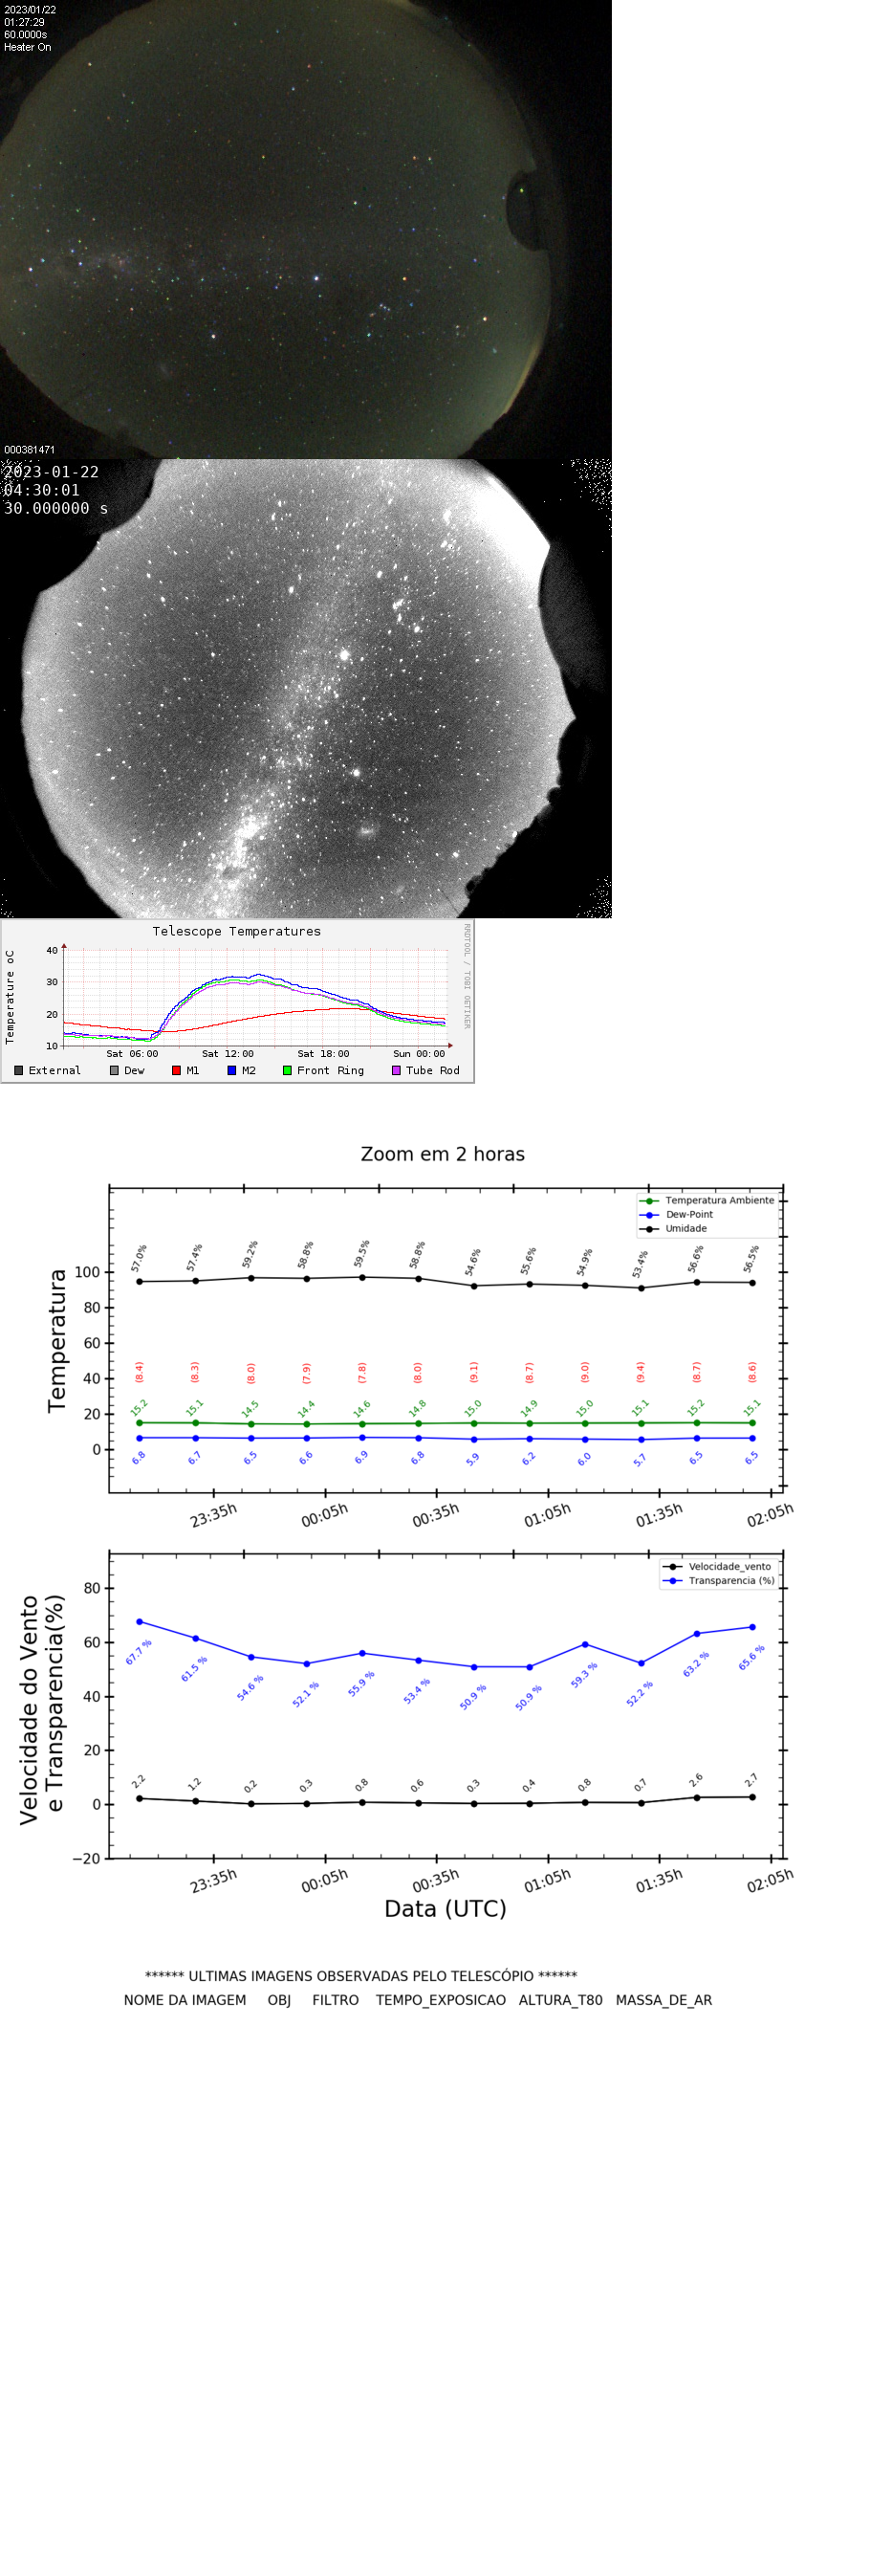 2023/01/22
01:27:29
60.0000s
Heater On
000381471
2023-01-22
04:30:01
30.000000 s
Telescope Temperatures
RRDTOOL / TOBI OETIKER
Temperature oC
40
30
20
10
Sat 06:00 Sat 12:00 Sat 18:00 Sun 00:00
External Dew M1 M2 Front Ring Tube Rod
Zoom em 2 horas
Temperatura Ambiente
Dew-Point
Umidade
Temperatura
100
80
60
40
20
0
57.0% 57.4% 59.2% 58.8% 59.5% 58.8% 54.6% 55.6% 54.9% 53.4% 56.6% 56.5%
(8.4) (8.3) (8.0) (7.9) (7.8) (8.0) (9.1) (8.7) (9.0) (9.4) (8.7) (8.6)
15.2 15.1 14.5 14.4 14.6 14.8 15.0 14.9 15.0 15.1 15.2 15.1
6.8 6.7 6.5 6.6 6.9 6.8 5.9 6.2 6.0 5.7 6.5 6.5
23:35h 00:05h 00:35h 01:05h 01:35h 02:05h
Velocidade_vento
Transparencia (%)
Velocidade do Vento
e Transparencia(%)
80
60
40
20
0
−20
67.7 % 61.5 % 54.6 % 52.1 % 55.9 % 53.4 % 50.9 % 50.9 % 59.3 % 52.2 % 63.2 % 65.6 %
2.2 1.2 0.2 0.3 0.8 0.6 0.3 0.4 0.8 0.7 2.6 2.7
23:35h 00:05h 00:35h 01:05h 01:35h 02:05h
Data (UTC)
****** ULTIMAS IMAGENS OBSERVADAS PELO TELESCÓPIO ******
NOME DA IMAGEM OBJ FILTRO TEMPO_EXPOSICAO ALTURA_T80 MASSA_DE_AR